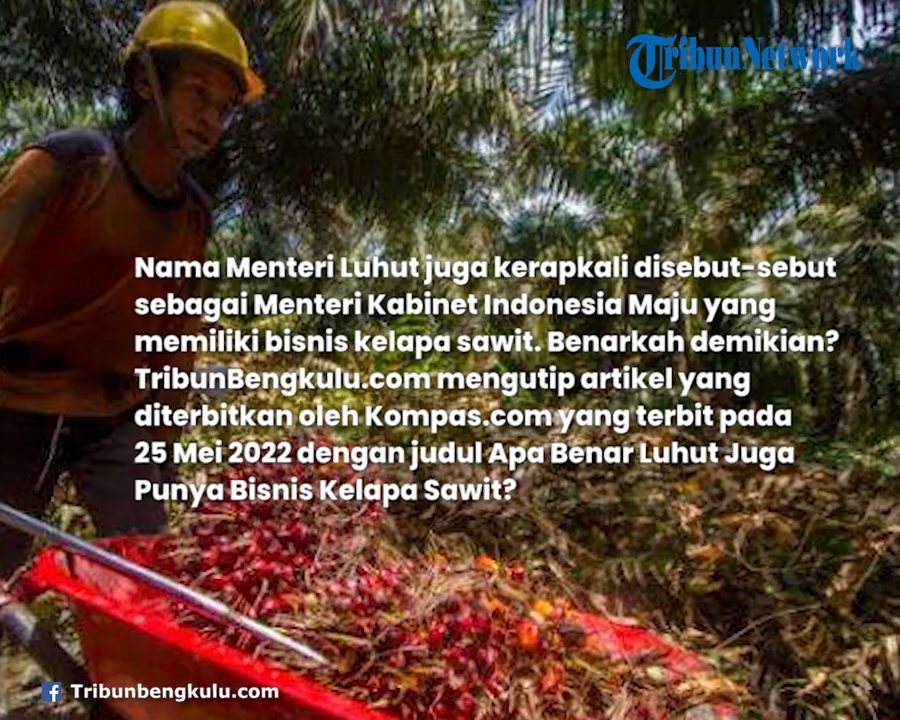 Tribun Network
Nama Menteri Luhut juga kerapkali disebut-sebut
sebagai Menteri Kabinet Indonesia Maju yang
memiliki bisnis kelapa sawit. Benarkah demikian?
TribunBengkulu.com mengutip artikel yang
diterbitkan oleh Kompas.com yang terbit pada
25 Mei 2022 dengan judul Apa Benar Luhut Juga
Punya Bisnis Kelapa Sawit?
Tribunbengkulu.com